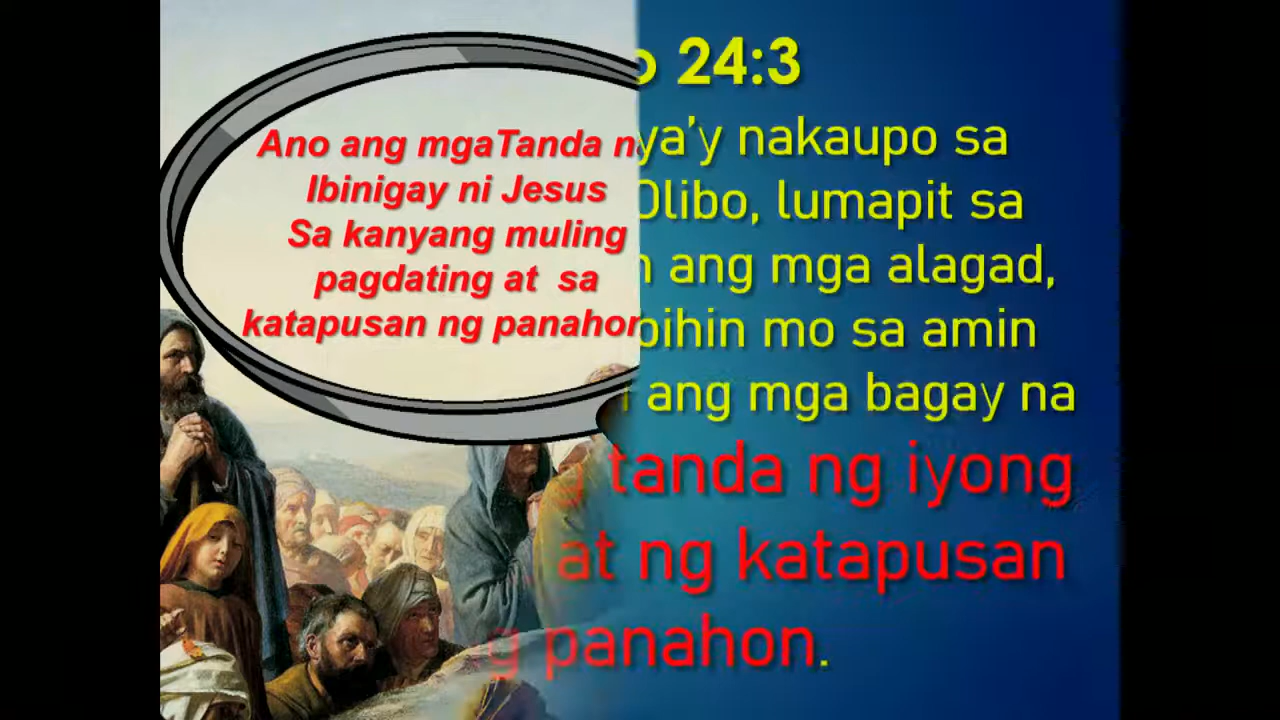 Ano ang mgaTanda n
Ibinigay ni Jesus
Sa kanyang muling
pagdating at sa
katapusan ng panahon
o 24:3
ya'y nakaupo sa
Olibo, lumapit sa
ang mga alagad,
bihin mo sa amin
ang mga bagay na
g tanda ng iyong
at ng katapusan
g panahon.